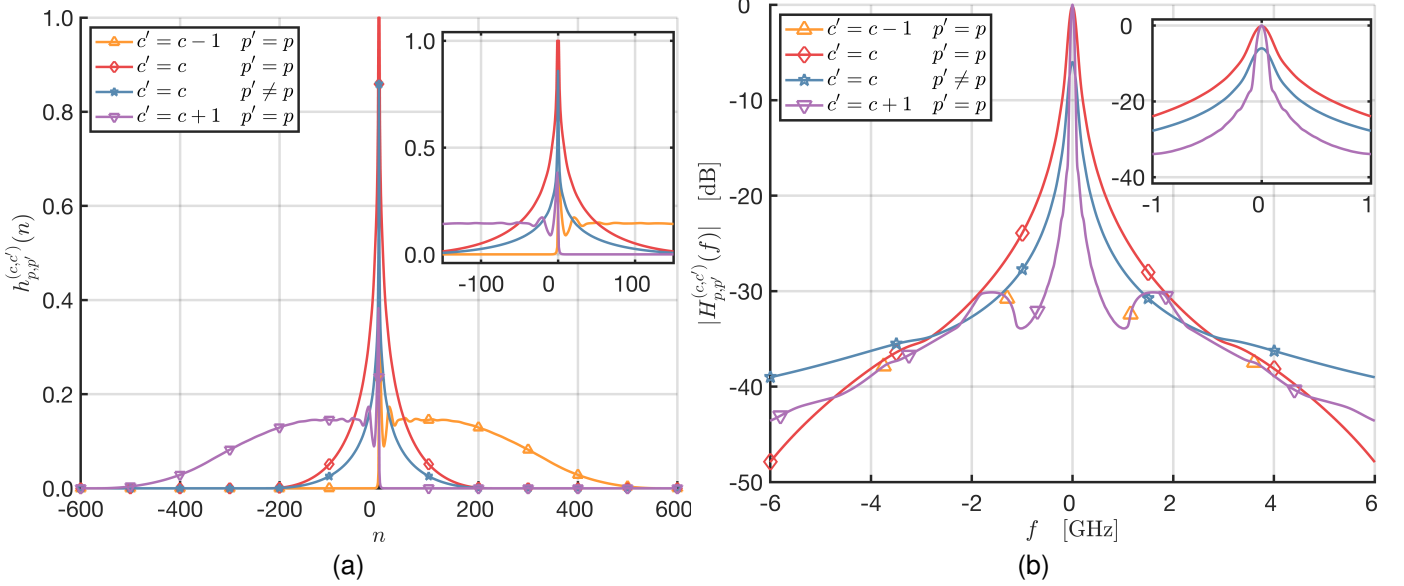 1.0
0.8
0.6
0.4
0.2
0.0
-600
-400
-200
0
200
400
600
n
h_{p,p'}^{(c,c')}(n)
c' = c − 1 p' = p
c' = c p' = p
c' = c p' ≠ p
c' = c + 1 p' = p
1.0
0.5
0.0
-100
0
100
(a)
0
-10
-20
-30
-40
-50
-6
-4
-2
0
2
4
6
f [GHz]
|H_{p,p'}^{(c,c')}(f)| [dB]
c' = c − 1 p' = p
c' = c p' = p
c' = c p' ≠ p
c' = c + 1 p' = p
0
-20
-40
-1
0
1
(b)